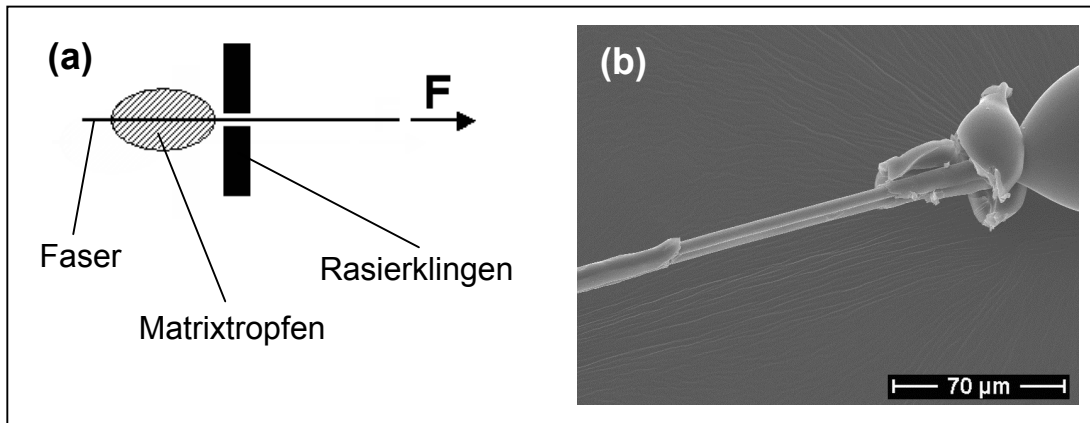 (a)
F
Faser
Rasierklingen
Matrixtropfen
(b)
70 µm